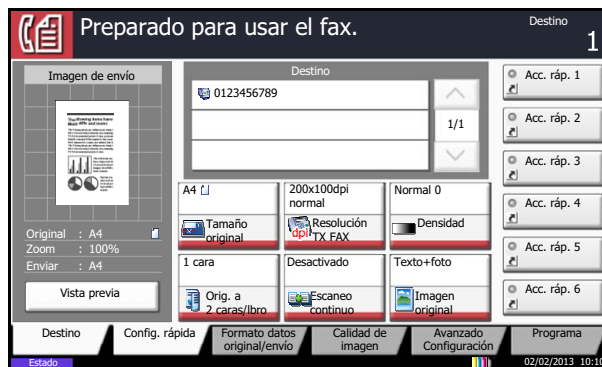 Preparado para usar el fax.
Destino
1
Imagen de envío
Original : A4
Zoom : 100%
Enviar : A4
Vista previa
Destino
0123456789
1/1
A4
Tamaño
original
200x100dpi
normal
dpi
Resolución
TX FAX
Normal 0
Densidad
1 cara
Orig. a
2 caras/lbro
Desactivado
Escaneo
continuo
Texto+foto
Imagen
original
Acc. ráp. 1
Acc. ráp. 2
Acc. ráp. 3
Acc. ráp. 4
Acc. ráp. 5
Acc. ráp. 6
Destino
Config. rápida
Formato datos
original/envío
Calidad de
imagen
Avanzado
Configuración
Programa
Estado
02/02/2013 10:10